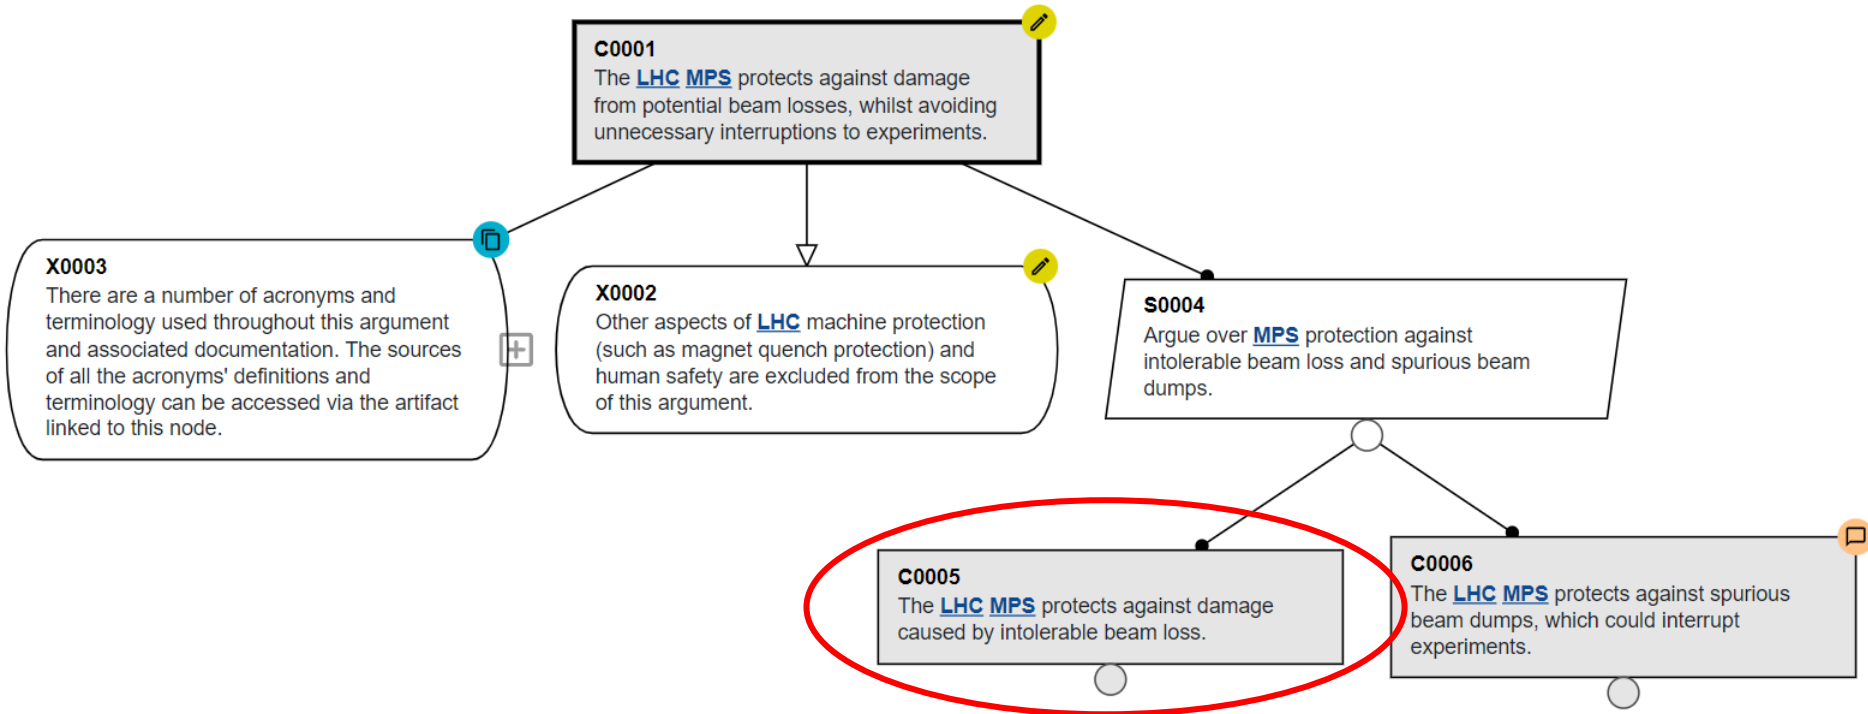 C0001
The LHC MPS protects against damage
from potential beam losses, whilst avoiding
unnecessary interruptions to experiments.
X0003
There are a number of acronyms and
terminology used throughout this argument
and associated documentation. The sources
of all the acronyms' definitions and
terminology can be accessed via the artifact
linked to this node.
X0002
Other aspects of LHC machine protection
(such as magnet quench protection) and
human safety are excluded from the scope
of this argument.
S0004
Argue over MPS protection against
intolerable beam loss and spurious beam
dumps.
C0005
The LHC MPS protects against damage
caused by intolerable beam loss.
C0006
The LHC MPS protects against spurious
beam dumps, which could interrupt
experiments.